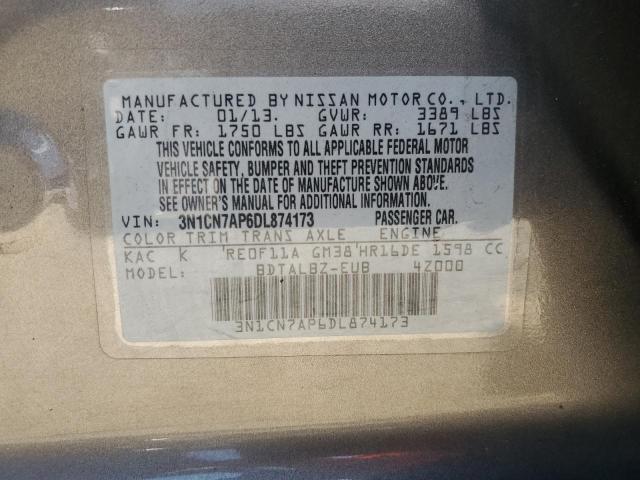 MANUFACTURED BY NISSAN MOTOR CO., LTD.
DATE: 01/13. GVWR: 3389 LBS
GAWR FR: 1750 LBS GAWR RR: 1671 LBS
THIS VEHICLE CONFORMS TO ALL APPLICABLE FEDERAL MOTOR
VEHICLE SAFETY, BUMPER AND THEFT PREVENTION STANDARDS
IN EFFECT ON THE DATE OF MANUFACTURE SHOWN ABOVE.
SEE OWNER'S MANUAL FOR ADDITIONAL INFORMATION.
VIN: 3N1CN7AP6DL874173 PASSENGER CAR.
COLOR TRIM TRANS AXLE ENGINE
KAC K RE0F11A GM38 HR16DE 1598 CC
MODEL: BDTALBZ-EUB 4Z000
3N1CN7AP6DL874173